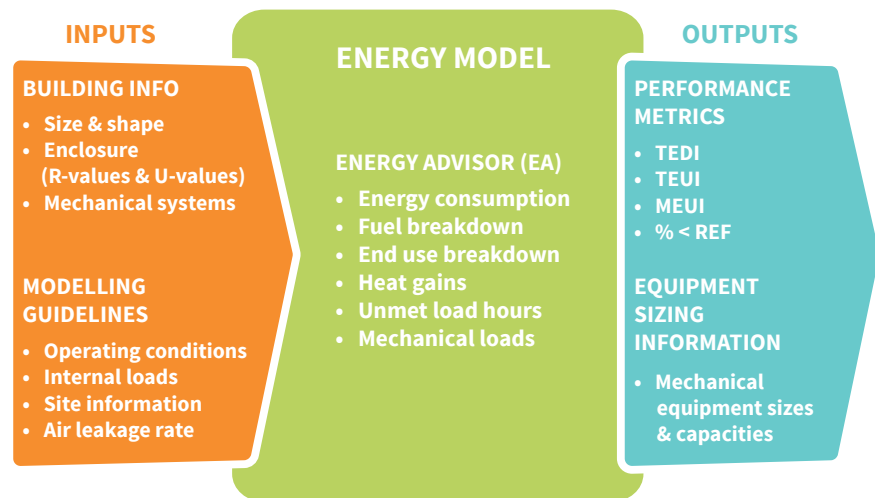 INPUTS
BUILDING INFO
• Size & shape
• Enclosure
(R-values & U-values)
• Mechanical systems
MODELLING
GUIDELINES
• Operating conditions
• Internal loads
• Site information
• Air leakage rate
ENERGY MODEL
ENERGY ADVISOR (EA)
• Energy consumption
• Fuel breakdown
• End use breakdown
• Heat gains
• Unmet load hours
• Mechanical loads
OUTPUTS
PERFORMANCE
METRICS
• TEDI
• TEUI
• MEUI
• % < REF
EQUIPMENT
SIZING
INFORMATION
• Mechanical
equipment sizes
& capacities